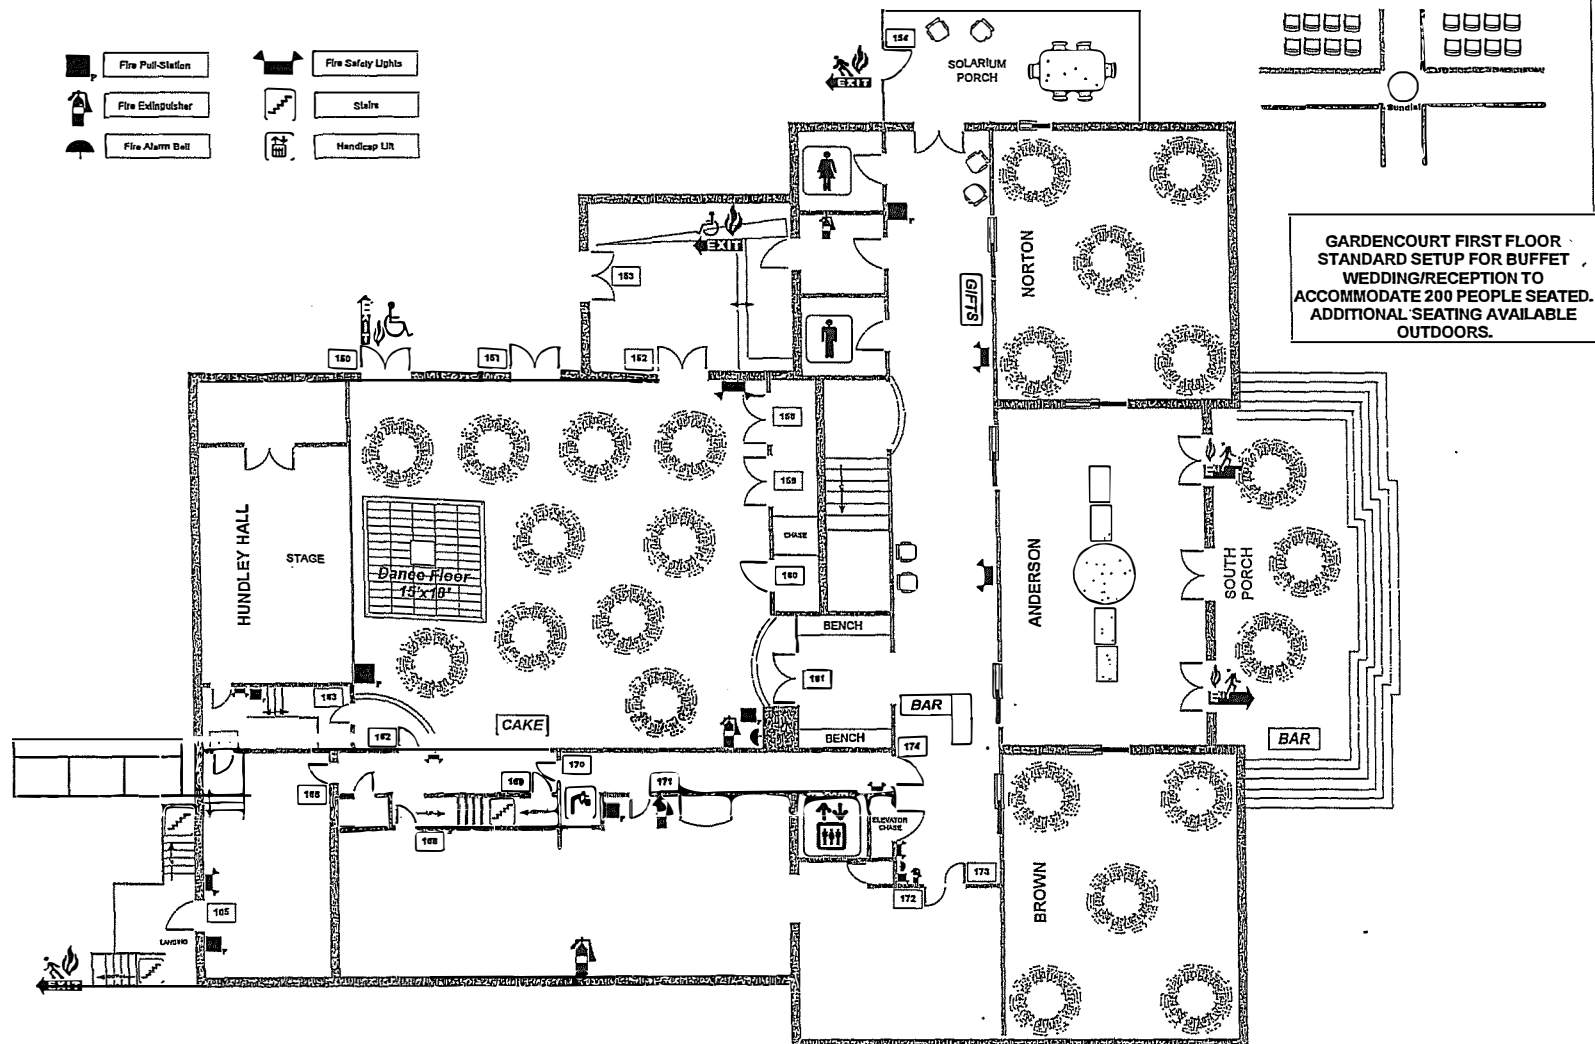 Fire Pull-Station
Fire Safety Lights
Fire Extinguisher
Stairs
Fire Alarm Bell
Handicap Lift
154
SOLARIUM
PORCH
EXIT
Sundial
GARDENCOURT FIRST FLOOR
STANDARD SETUP FOR BUFFET
WEDDING/RECEPTION TO
ACCOMMODATE 200 PEOPLE SEATED.
ADDITIONAL SEATING AVAILABLE
OUTDOORS.
EXIT
153
NORTON
GIFTS
150
151
152
158
159
CHASE
160
HUNDLEY HALL
STAGE
Dance Floor
15'x18'
ANDERSON
SOUTH
PORCH
BENCH
161
163
162
CAKE
BAR
BENCH
174
BAR
170
169
171
168
ELEVATOR
CHASE
173
172
BROWN
165
LANDING